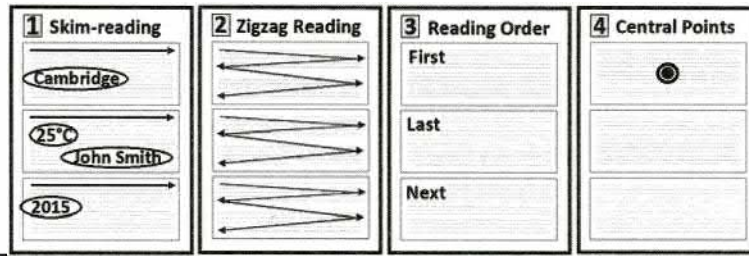 1 Skim-reading
Cambridge
25°C
John Smith
2015
2 Zigzag Reading
3 Reading Order
First
Last
Next
4 Central Points